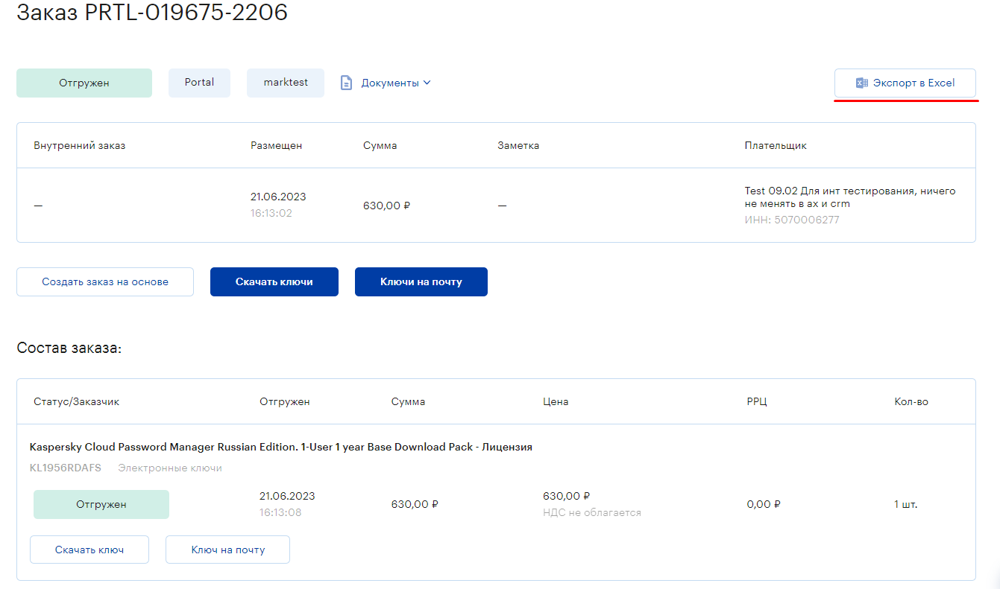 Заказ PRTL-019675-2206
Отгружен
Portal
marktest
Документы
Экспорт в Excel
Внутренний заказ
Размещен
Сумма
Заметка
Плательщик
—
21.06.2023
16:13:02
630,00 ₽
—
Test 09.02 Для инт тестирования, ничего
не менять в ax и crm
ИНН: 5070006277
Создать заказ на основе
Скачать ключи
Ключи на почту
Состав заказа:
Статус/Заказчик
Отгружен
Сумма
Цена
РРЦ
Кол-во
Kaspersky Cloud Password Manager Russian Edition. 1-User 1 year Base Download Pack - Лицензия
KL1956RDAFS
Электронные ключи
Отгружен
21.06.2023
16:13:08
630,00 ₽
630,00 ₽
НДС не облагается
0,00 ₽
1 шт.
Скачать ключ
Ключ на почту